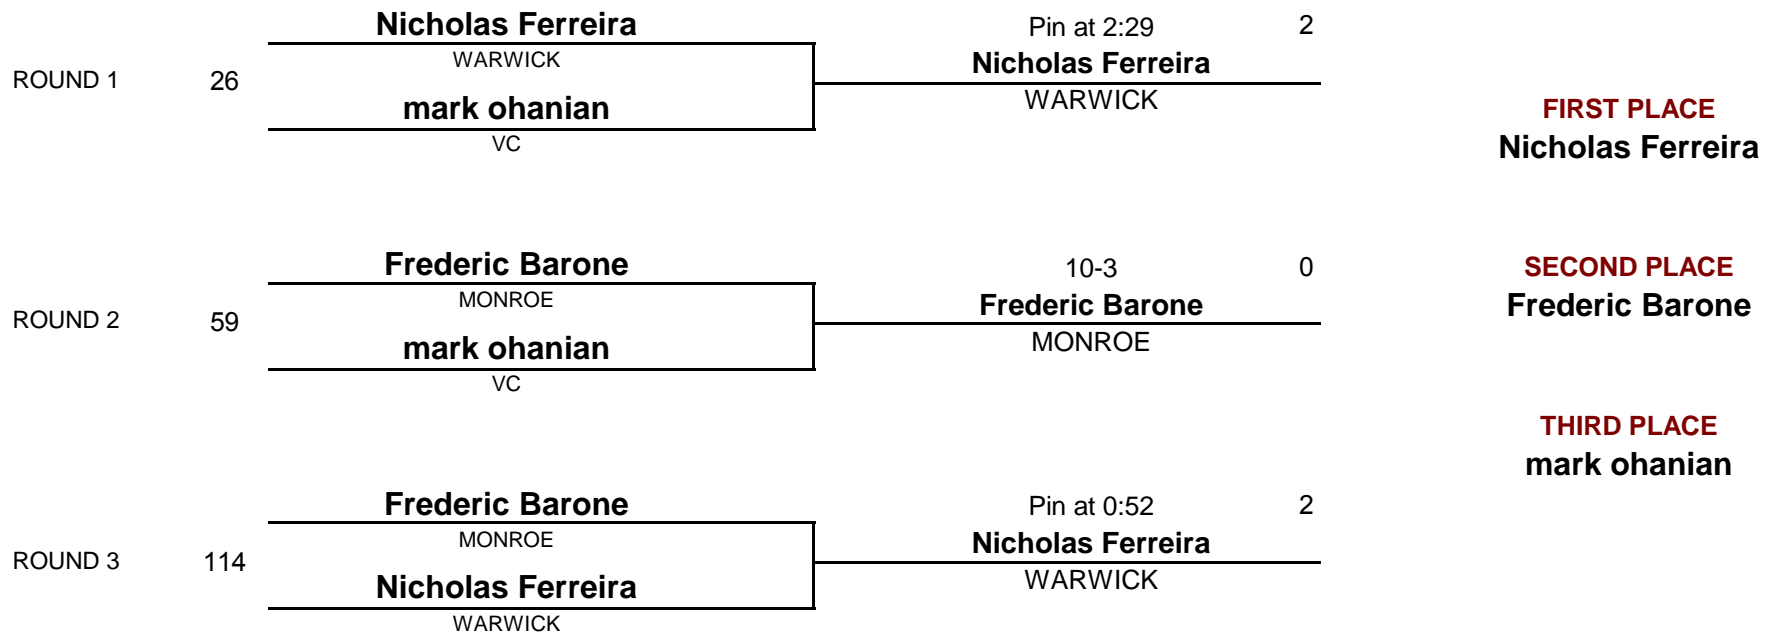 Nicholas Ferreira
Pin at 2:29 2
WARWICK
Nicholas Ferreira
ROUND 1 26
mark ohanian
WARWICK
FIRST PLACE
VC
Nicholas Ferreira
Frederic Barone
10-3 0
SECOND PLACE
MONROE
Frederic Barone
Frederic Barone
ROUND 2 59
mark ohanian
MONROE
VC
THIRD PLACE
mark ohanian
Frederic Barone
Pin at 0:52 2
MONROE
Nicholas Ferreira
ROUND 3 114
Nicholas Ferreira
WARWICK
WARWICK